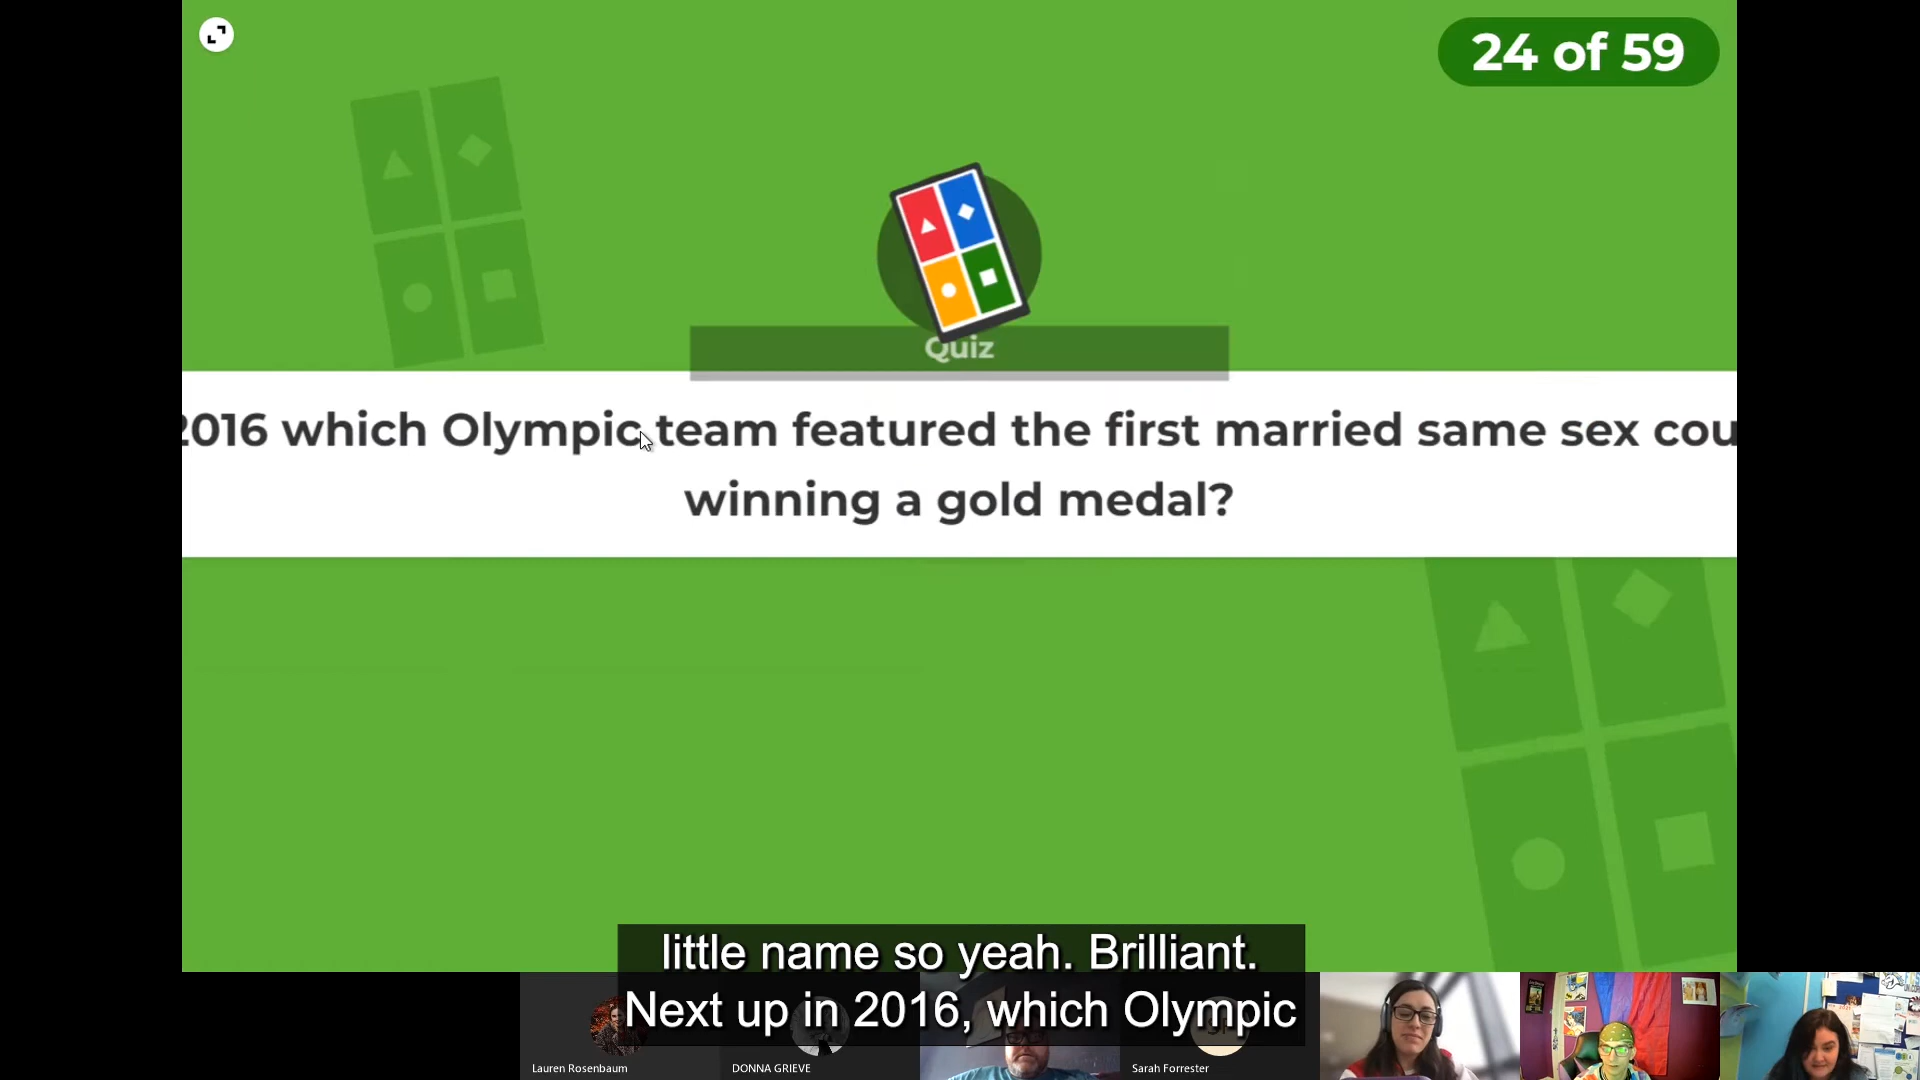 24 of 59
Quiz
2016 which Olympic team featured the first married same sex cou
winning a gold medal?
little name so yeah. Brilliant.
Next up in 2016, which Olympic
Lauren Rosenbaum
DONNA GRIEVE
Sarah Forrester